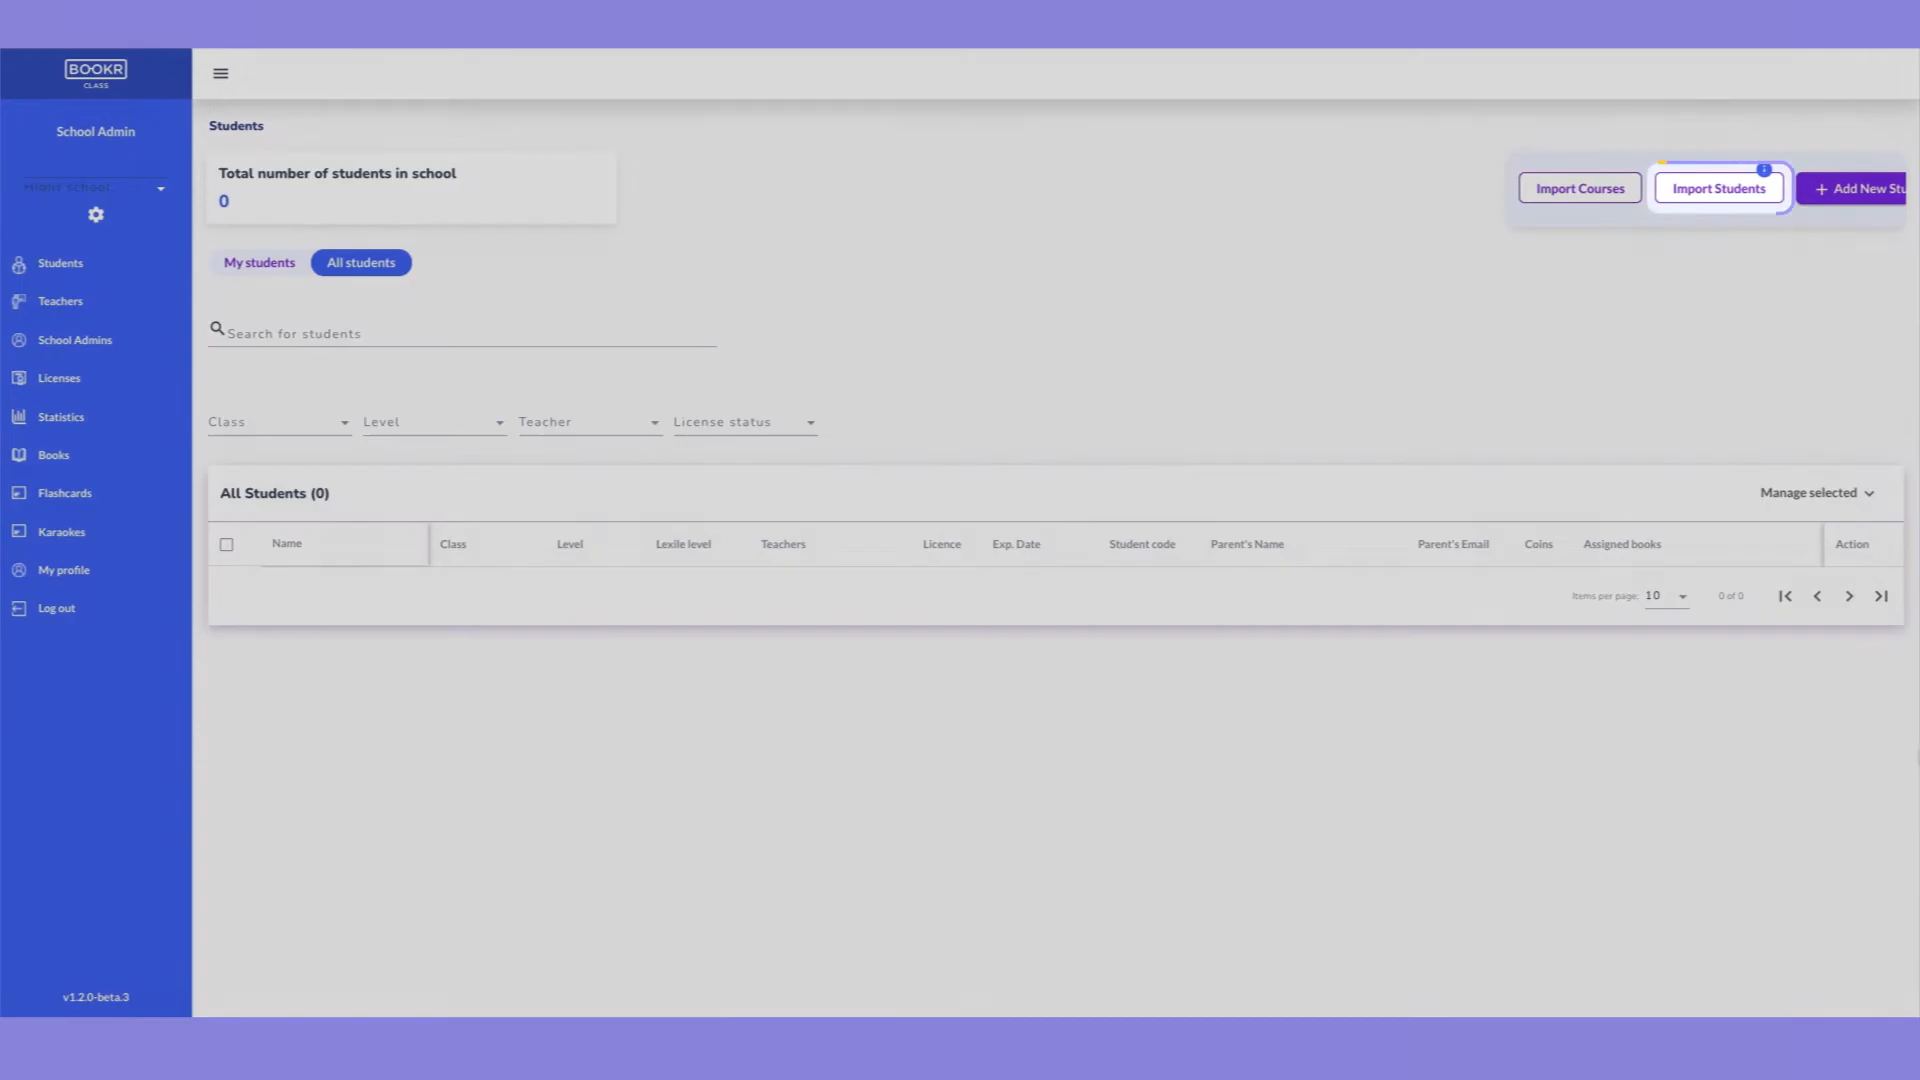 BOOKR
CLASS
School Admin
Students
Teachers
School Admins
Licenses
Statistics
Books
Flashcards
Karaokes
My profile
Log out
v1.2.0-beta.3
Students
Total number of students in school
0
Import Courses
Import Students
+ Add New Stu
My students
All students
Search for students
Class
Level
Teacher
License status
All Students (0)
Manage selected
Name
Class
Level
Lexile level
Teachers
Licence
Exp. Date
Student code
Parent's Name
Parent's Email
Coins
Assigned books
Action
Items per page: 10
0 of 0